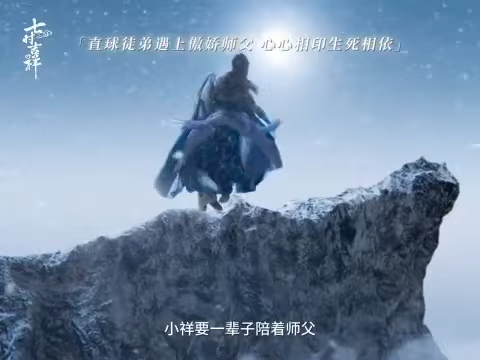 七时吉祥
「直球徒弟遇上傲娇师父 心心相印生死相依」
小祥要一辈子陪着师父